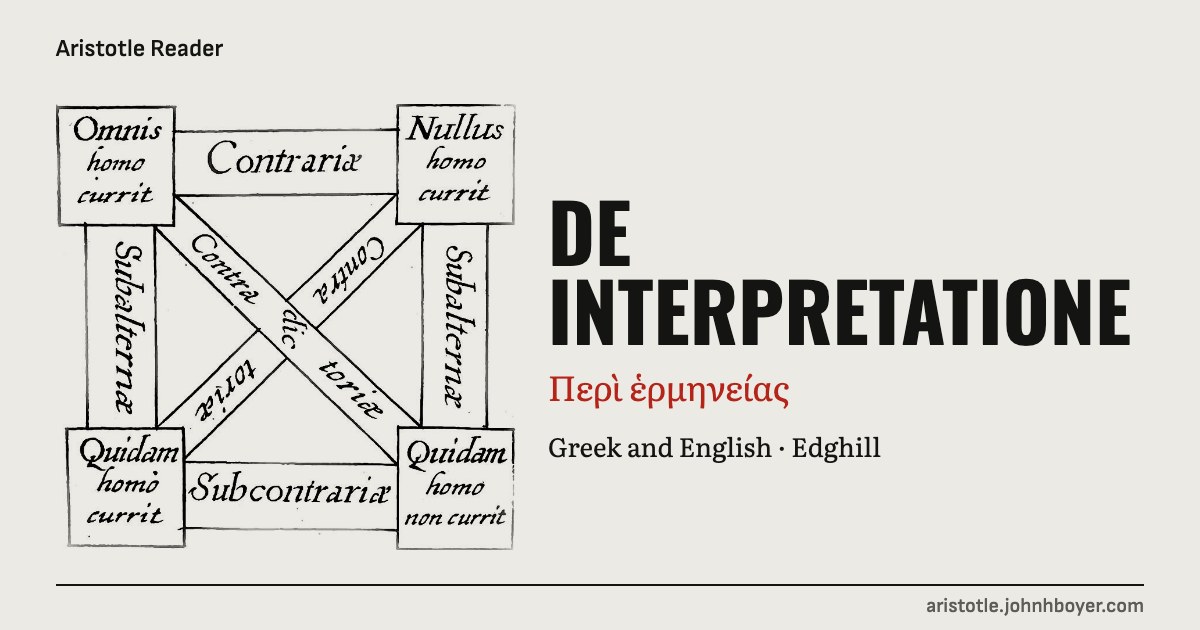 Aristotle Reader
Omnis
homo
currit
Contrariæ
Nullus
homo
currit
Subalternæ
Contra
dic
toriæ
Contra
toriæ
Subalternæ
Quidam
homo
currit
Subcontrariæ
Quidam
homo
non currit
DE
INTERPRETATIONE
Περὶ ἑρμηνείας
Greek and English · Edghill
aristotle.johnhboyer.com